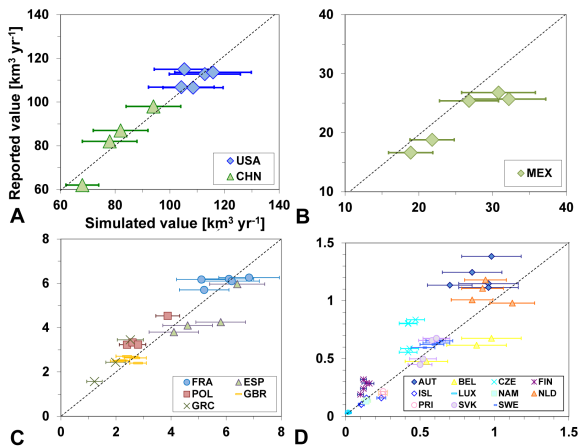 Reported value [km³ yr⁻¹]
140
120
100
80
60
60 80 100 120 140
USA
CHN
A
Simulated value [km³ yr⁻¹]
40
30
20
10
10 20 30 40
MEX
B
8
6
4
2
0
0 2 4 6 8
FRA ESP
POL GBR
GRC
C
1.5
1
0.5
0
0 0.5 1 1.5
AUT BEL CZE FIN
ISL LUX NAM NLD
PRI SVK SWE
D